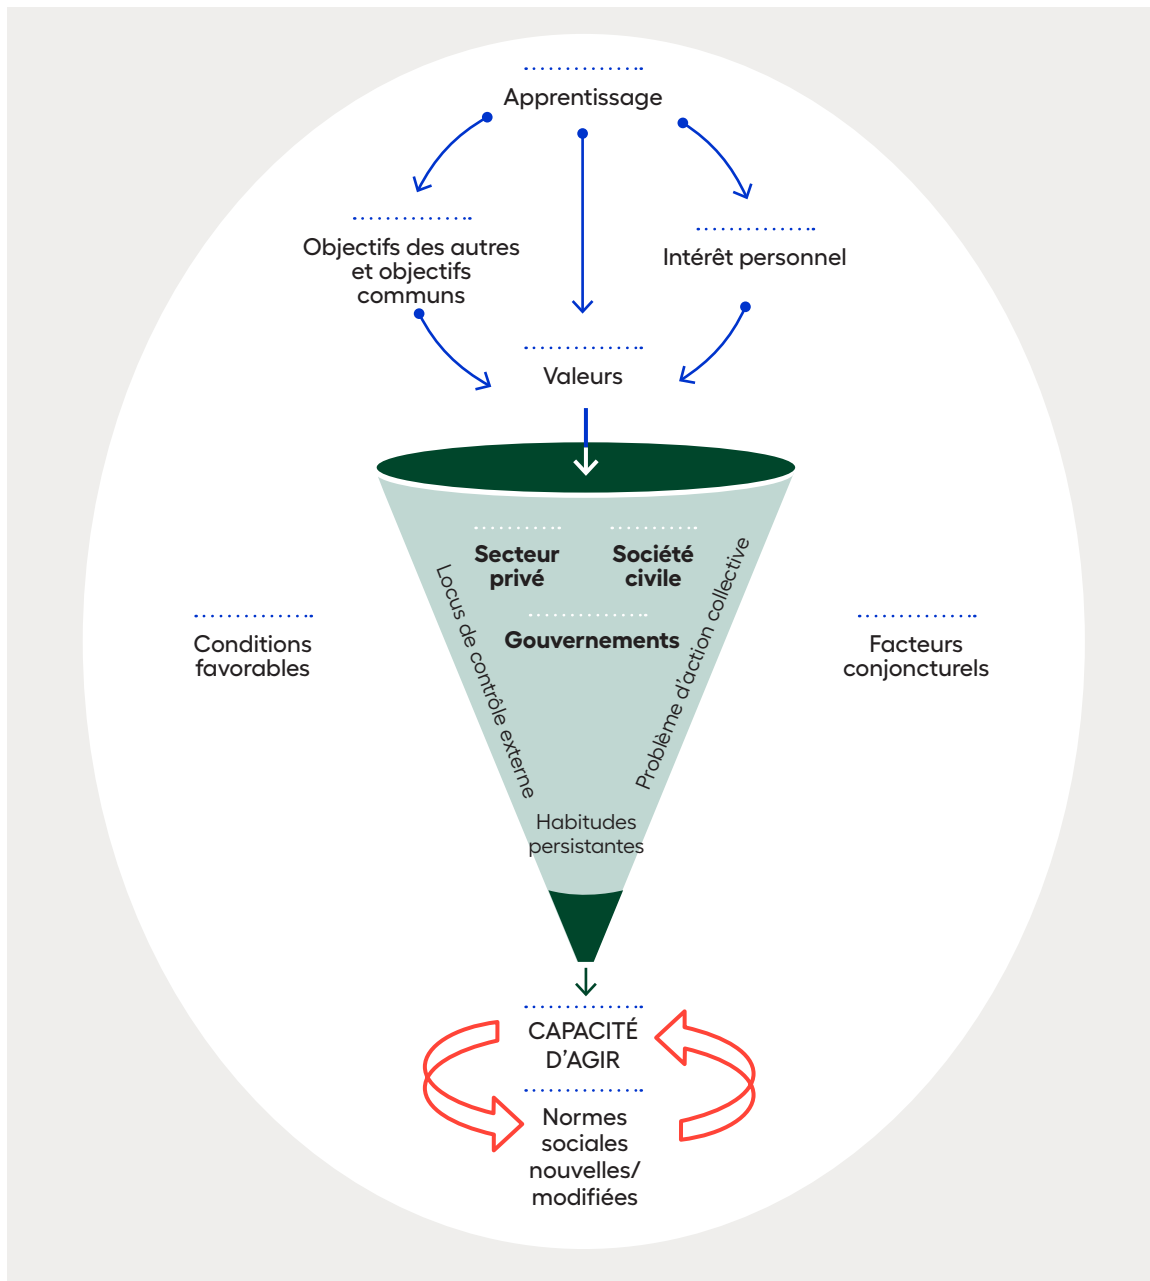 Apprentissage
Objectifs des autres
et objectifs
communs
Intérêt personnel
Valeurs
Secteur
privé
Société
civile
Gouvernements
Locus de contrôle externe
Problème d'action collective
Conditions
favorables
Facteurs
conjoncturels
Habitudes
persistantes
CAPACITÉ
D'AGIR
Normes
sociales
nouvelles/
modifiées